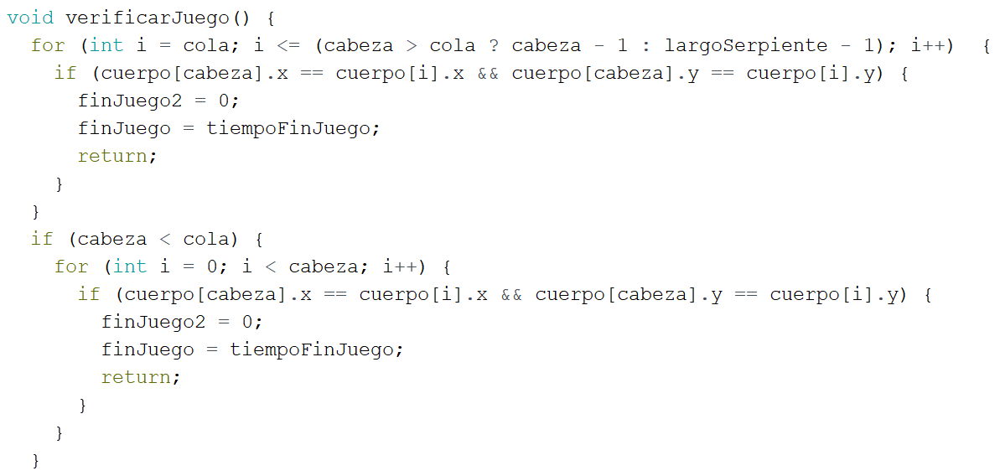 void verificarJuego() {
  for (int i = cola; i <= (cabeza > cola ? cabeza - 1 : largoSerpiente - 1); i++)  {
    if (cuerpo[cabeza].x == cuerpo[i].x && cuerpo[cabeza].y == cuerpo[i].y) {
      finJuego2 = 0;
      finJuego = tiempoFinJuego;
      return;
    }
  }
  if (cabeza < cola) {
    for (int i = 0; i < cabeza; i++) {
      if (cuerpo[cabeza].x == cuerpo[i].x && cuerpo[cabeza].y == cuerpo[i].y) {
        finJuego2 = 0;
        finJuego = tiempoFinJuego;
        return;
      }
    }
  }